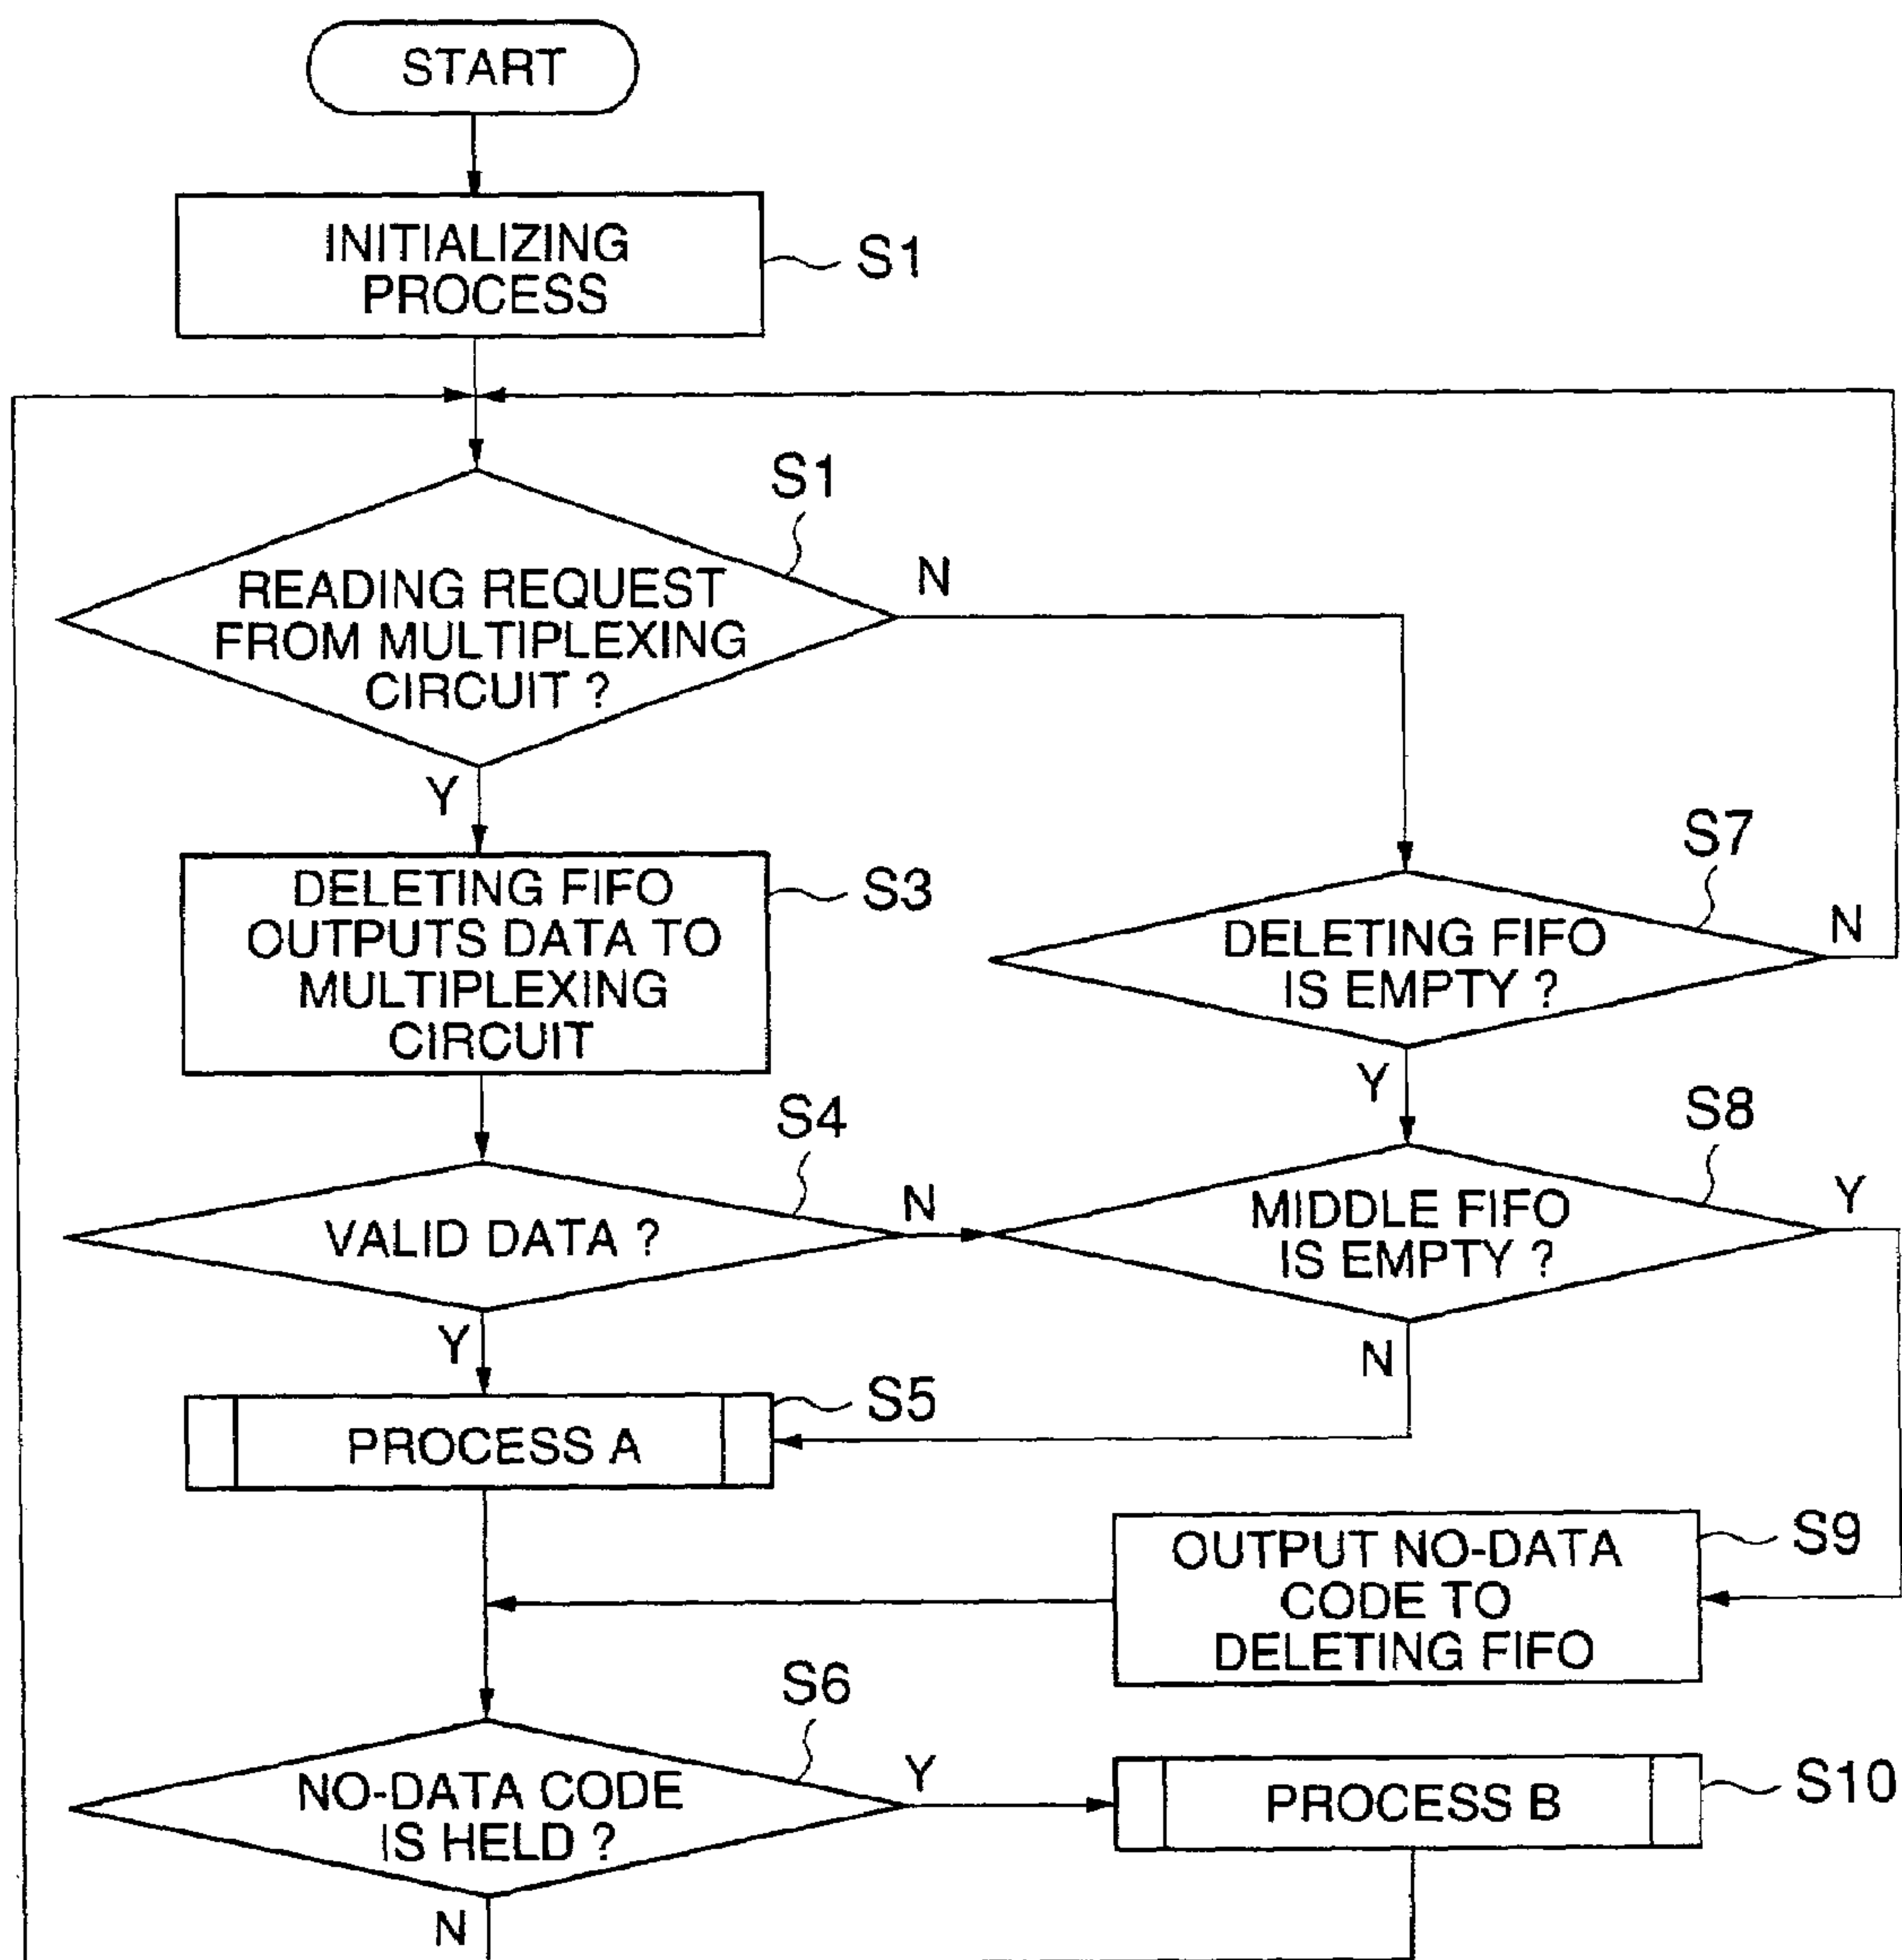 START
INITIALIZING
PROCESS
S1
S1
READING REQUEST
FROM MULTIPLEXING
CIRCUIT ?
N
Y
DELETING FIFO
OUTPUTS DATA TO
MULTIPLEXING
CIRCUIT
S3
S7
DELETING FIFO
IS EMPTY ?
N
Y
S4
VALID DATA ?
N
Y
S8
MIDDLE FIFO
IS EMPTY ?
Y
N
PROCESS A
S5
OUTPUT NO-DATA
CODE TO
DELETING FIFO
S9
S6
NO-DATA CODE
IS HELD ?
Y
N
PROCESS B
S10